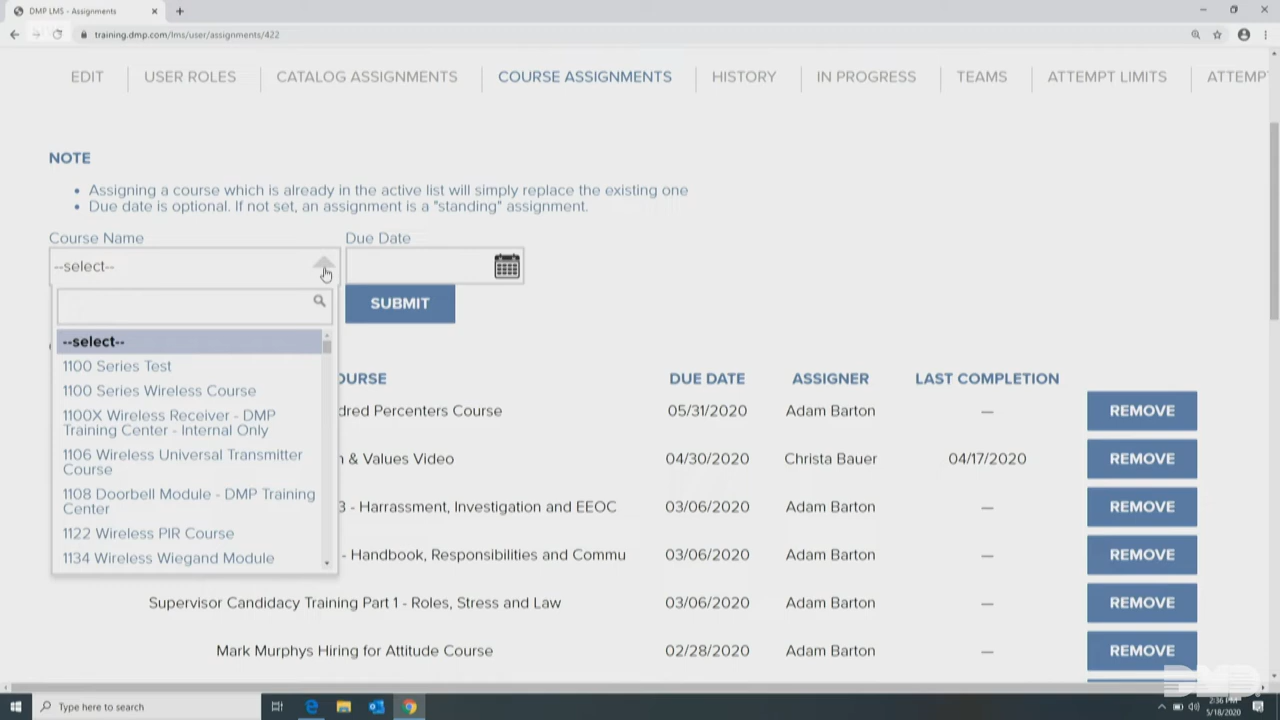 DMP LMS - Assignments
training.dmp.com/lms/user/assignments/422
EDIT USER ROLES CATALOG ASSIGNMENTS COURSE ASSIGNMENTS HISTORY IN PROGRESS TEAMS ATTEMPT LIMITS ATTEMPT
NOTE
• Assigning a course which is already in the active list will simply replace the existing one
• Due date is optional. If not set, an assignment is a "standing" assignment.
Course Name Due Date
--select--
SUBMIT
--select--
1100 Series Test
1100 Series Wireless Course
1100X Wireless Receiver - DMP
Training Center - Internal Only
1106 Wireless Universal Transmitter
Course
1108 Doorbell Module - DMP Training
Center
1122 Wireless PIR Course
1134 Wireless Wiegand Module
OURSE DUE DATE ASSIGNER LAST COMPLETION
dred Percenters Course 05/31/2020 Adam Barton — REMOVE
& Values Video 04/30/2020 Christa Bauer 04/17/2020 REMOVE
3 - Harrassment, Investigation and EEOC 03/06/2020 Adam Barton — REMOVE
- Handbook, Responsibilities and Commu 03/06/2020 Adam Barton — REMOVE
Supervisor Candidacy Training Part 1 - Roles, Stress and Law 03/06/2020 Adam Barton — REMOVE
Mark Murphys Hiring for Attitude Course 02/28/2020 Adam Barton — REMOVE
DMP
Type here to search
2:36 PM
5/18/2020